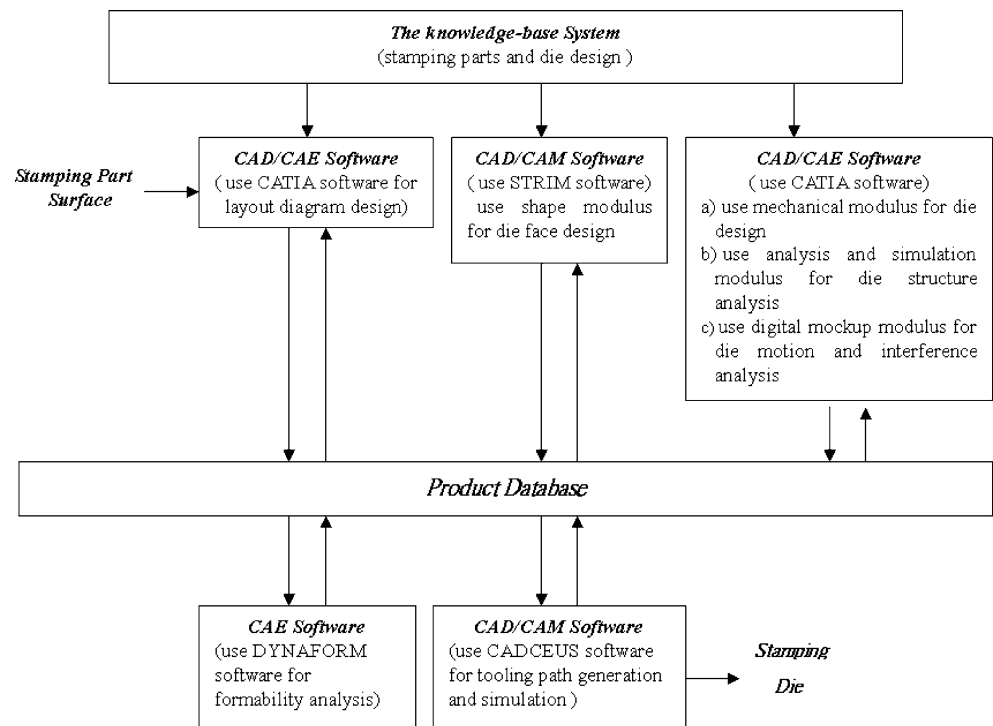 The knowledge-base System
(stamping parts and die design )
Stamping Part
Surface
CAD/CAE Software
( use CATIA software for
layout diagram design)
CAD/CAM Software
( use STRIM software)
use shape modulus
for die face design
CAD/CAE Software
( use CATIA software)
a) use mechanical modulus for die
design
b) use analysis and simulation
modulus for die structure
analysis
c) use digital mockup modulus for
die motion and interference
analysis
Product Database
CAE Software
(use DYNAFORM
software for
formability analysis)
CAD/CAM Software
(use CADCEUS software
for tooling path generation
and simulation )
Stamping
Die